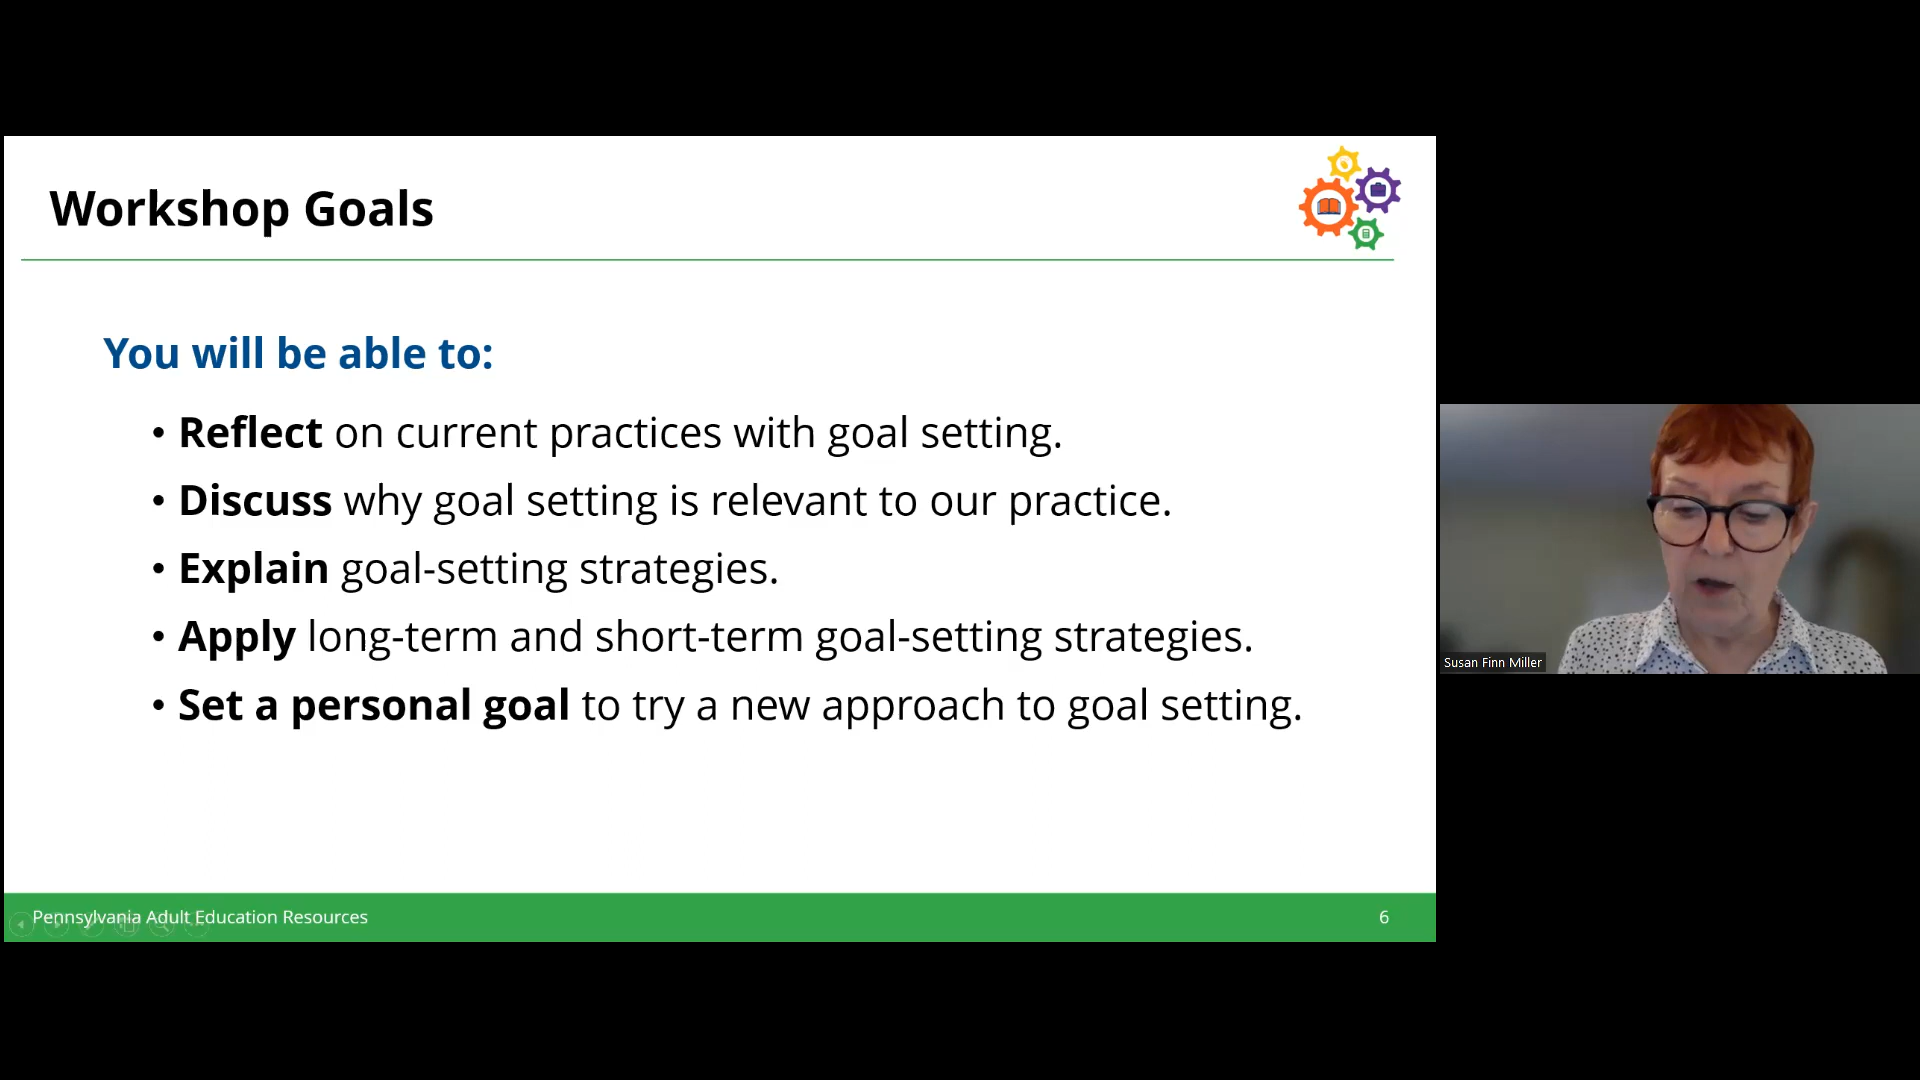 Workshop Goals
You will be able to:
• Reflect on current practices with goal setting.
• Discuss why goal setting is relevant to our practice.
• Explain goal-setting strategies.
• Apply long-term and short-term goal-setting strategies.
• Set a personal goal to try a new approach to goal setting.
Susan Finn Miller
Pennsylvania Adult Education Resources
6